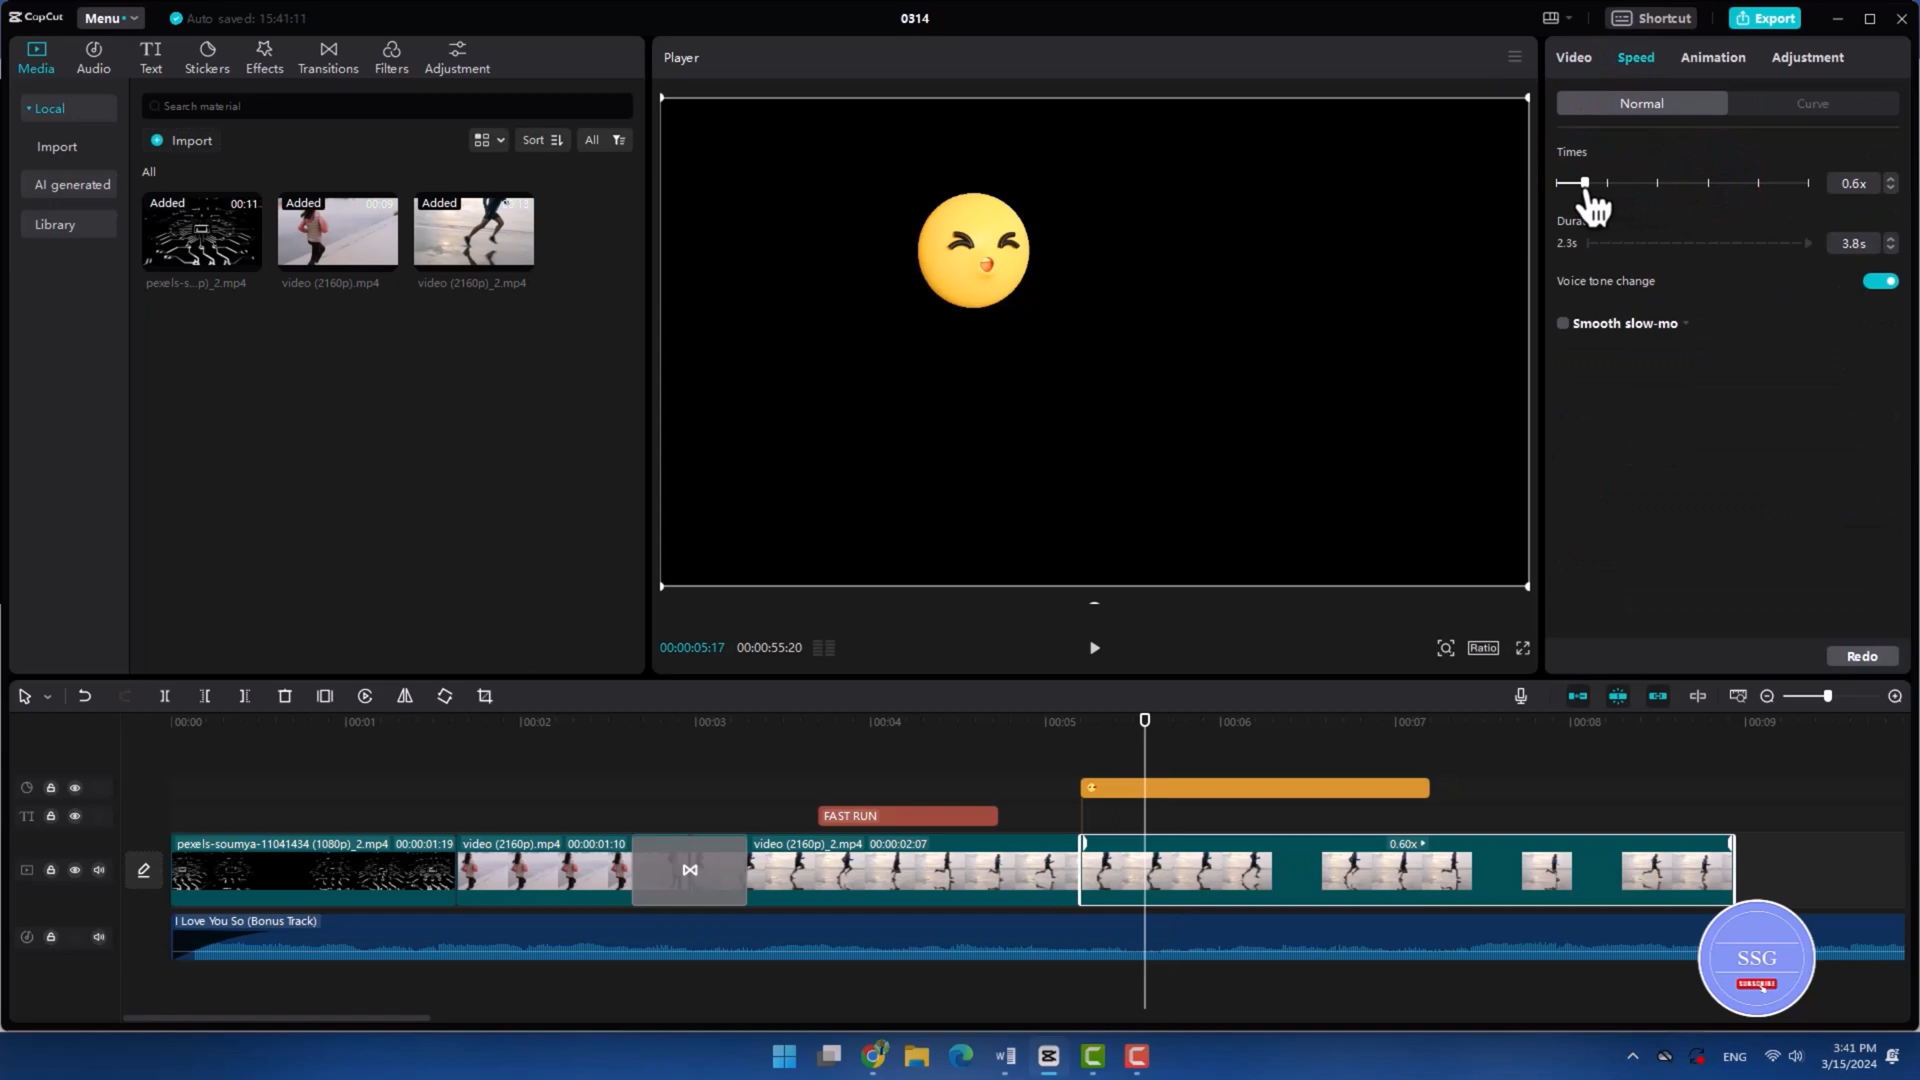 CapCut
Menu
Auto saved: 15:41:11
0314
Shortcut
Export
Media
Audio
TI
Text
Stickers
Effects
Transitions
Filters
Adjustment
Local
Import
AI generated
Library
Search material
Import
Sort
All
All
Added 00:11
Added 00:09
Added
pexels-s...p)_2.mp4
video (2160p).mp4
video (2160p)_2.mp4
Player
00:00:05:17
00:00:55:20
Ratio
Video
Speed
Animation
Adjustment
Normal
Curve
Times
0.6x
2.3s
3.8s
Voice tone change
Smooth slow-mo
Redo
00:00
00:01
00:02
00:03
00:04
00:05
00:06
00:07
00:08
00:09
TI
FAST RUN
pexels-soumya-11041434 (1080p)_2.mp4 00:00:01:19
video (2160p).mp4 00:00:01:10
video (2160p)_2.mp4 00:00:02:07
0.60x
I Love You So (Bonus Track)
SSG
SUBSCRIBE
ENG
3:41 PM
3/15/2024